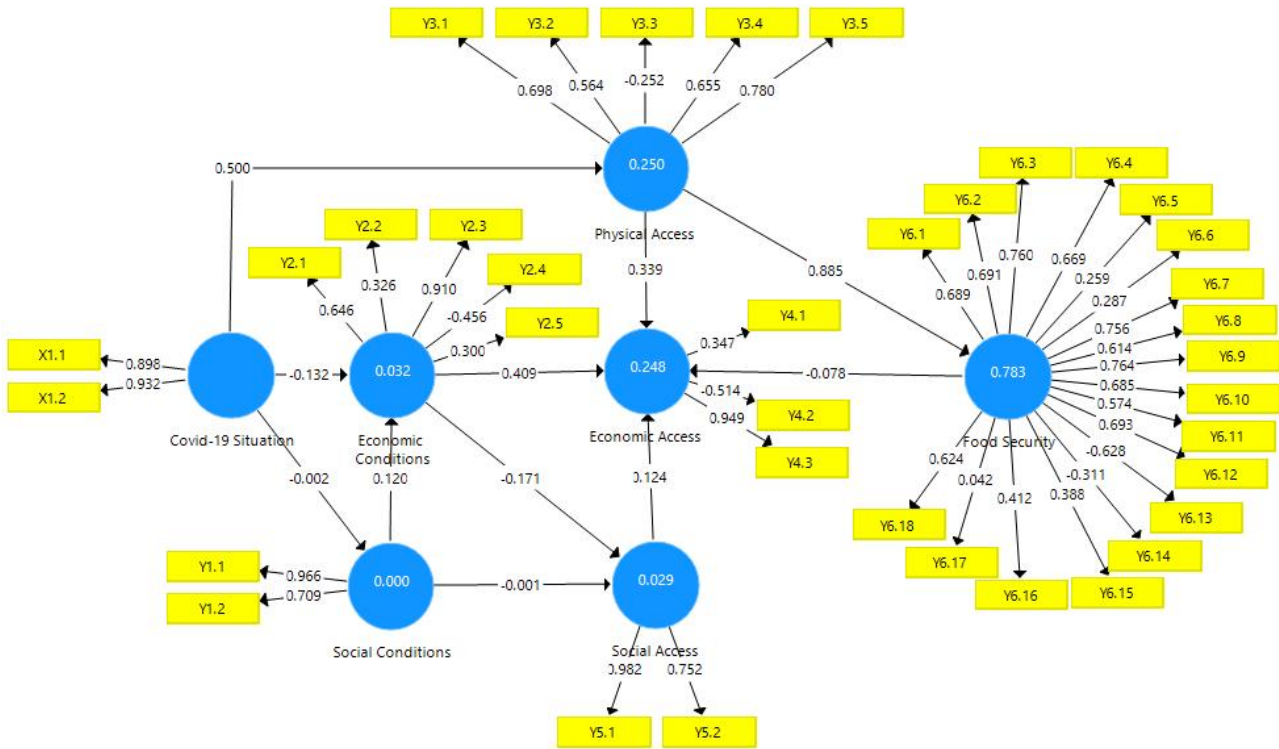 Y3.1 Y3.2 Y3.3 Y3.4 Y3.5
0.698 0.564 -0.252 0.655 0.780
0.250
Physical Access
0.500
0.339
0.885
Y2.1 Y2.2 Y2.3 Y2.4 Y2.5
0.646 0.326 0.910 -0.456 0.300
X1.1 0.898
X1.2 0.932
Covid-19 Situation
-0.132
0.032
Economic
Conditions
0.409
0.248
Economic Access
-0.078
0.347 Y4.1
-0.514 Y4.2
0.949 Y4.3
0.783
Food Security
Y6.1 0.689
Y6.2 0.691
Y6.3 0.760
Y6.4 0.669
Y6.5 0.259
Y6.6 0.287
Y6.7 0.756
Y6.8 0.614
Y6.9 0.764
Y6.10 0.685
Y6.11 0.574
Y6.12 0.693
Y6.13 -0.628
Y6.14 -0.311
Y6.15 0.388
Y6.16 0.412
Y6.17 0.042
Y6.18 0.624
-0.002
0.120
-0.171
0.124
Y1.1 0.966
Y1.2 0.709
0.000
Social Conditions
-0.001
0.029
Social Access
0.982 0.752
Y5.1 Y5.2